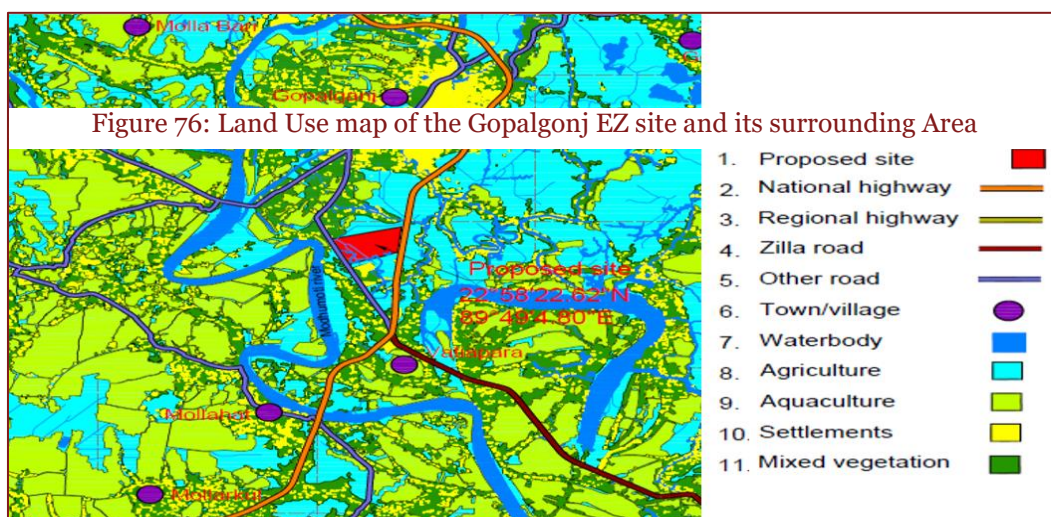 Molla Bari
Gopalganj
Figure 76: Land Use map of the Gopalgonj EZ site and its surrounding Area
Proposed site
22°58'22.62"N
89°49'4.80"E
Modhumoti river
Mollahat
1. Proposed site
2. National highway
3. Regional highway
4. Zilla road
5. Other road
6. Town/village
7. Waterbody
8. Agriculture
9. Aquaculture
10. Settlements
11. Mixed vegetation